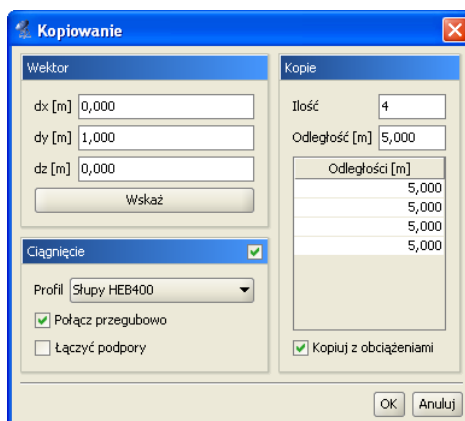 Kopiowanie
Wektor
dx [m] 0,000
dy [m] 1,000
dz [m] 0,000
Wskaż
Ciągnięcie
Profil Słupy HEB400
Połącz przegubowo
Łączyć podpory
Kopie
Ilość 4
Odległość [m] 5,000
Odległości [m]
5,000
5,000
5,000
5,000
Kopiuj z obciążeniami
OK Anuluj